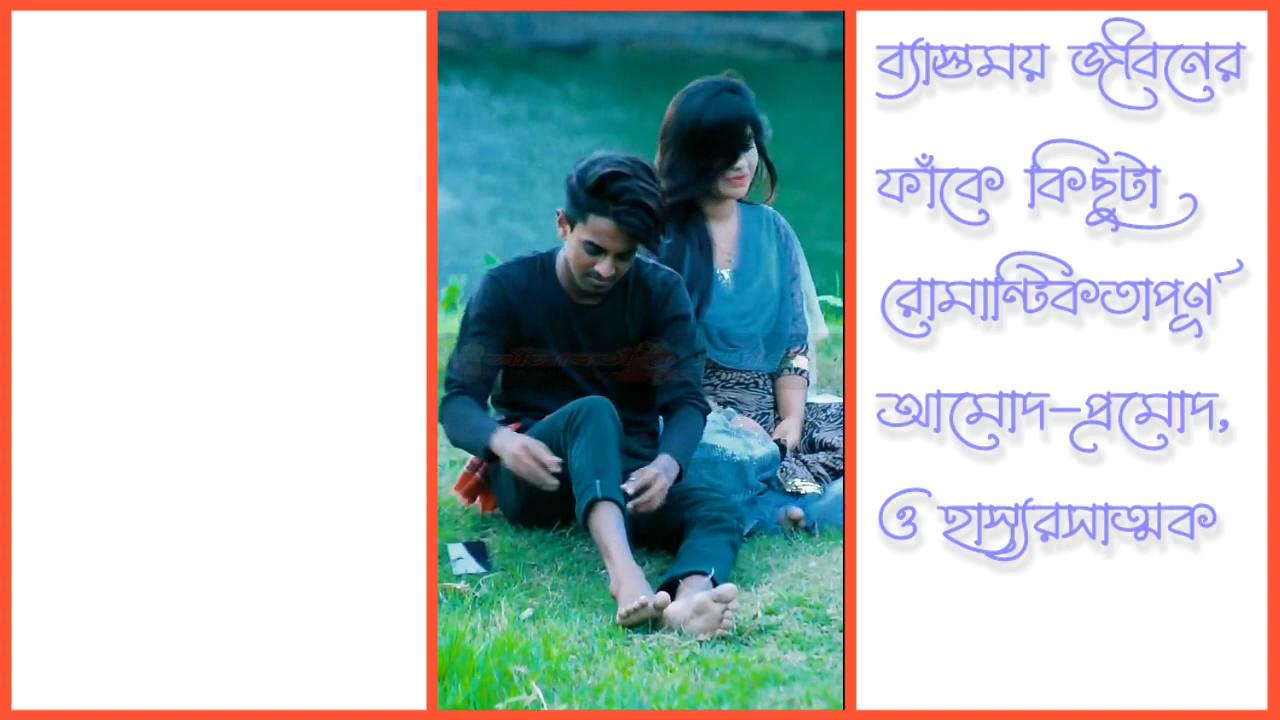 ব্যাস্তময় জীবনের
ফাঁকে কিছুটা
রোমান্টিকতাপূর্ণ
আমোদ-প্রমোদ,
ও হাস্যরসাত্মক